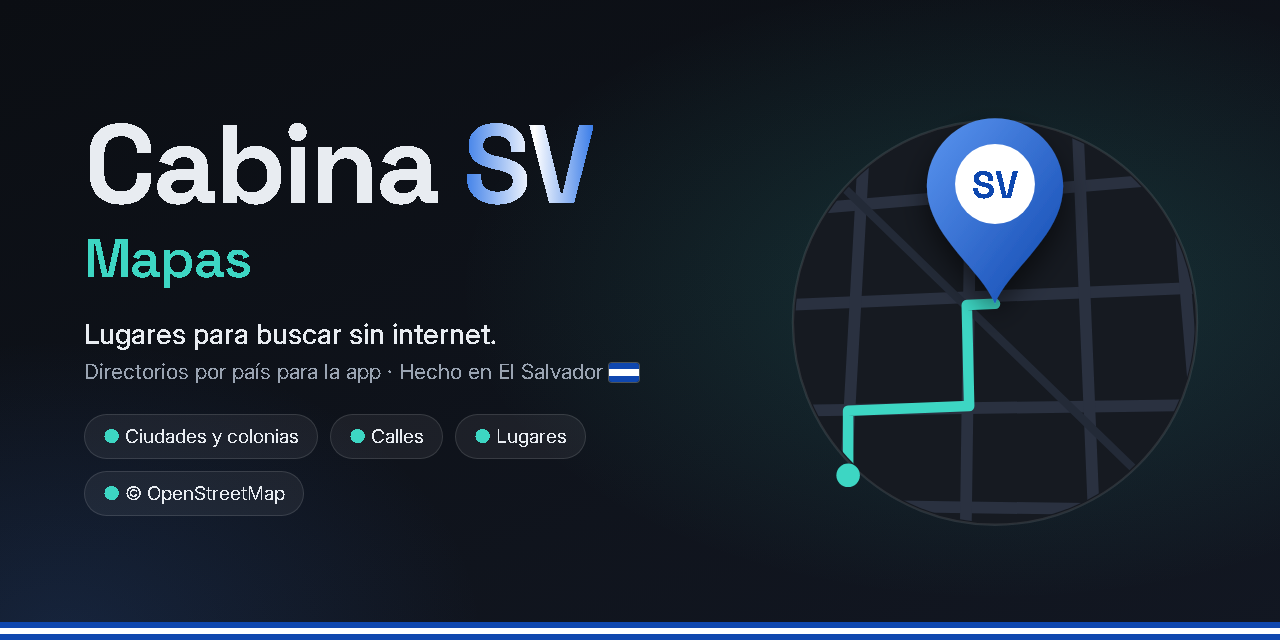 Cabina SV
Mapas
Lugares para buscar sin internet.
Directorios por país para la app · Hecho en El Salvador
Ciudades y colonias
Calles
Lugares
© OpenStreetMap
SV